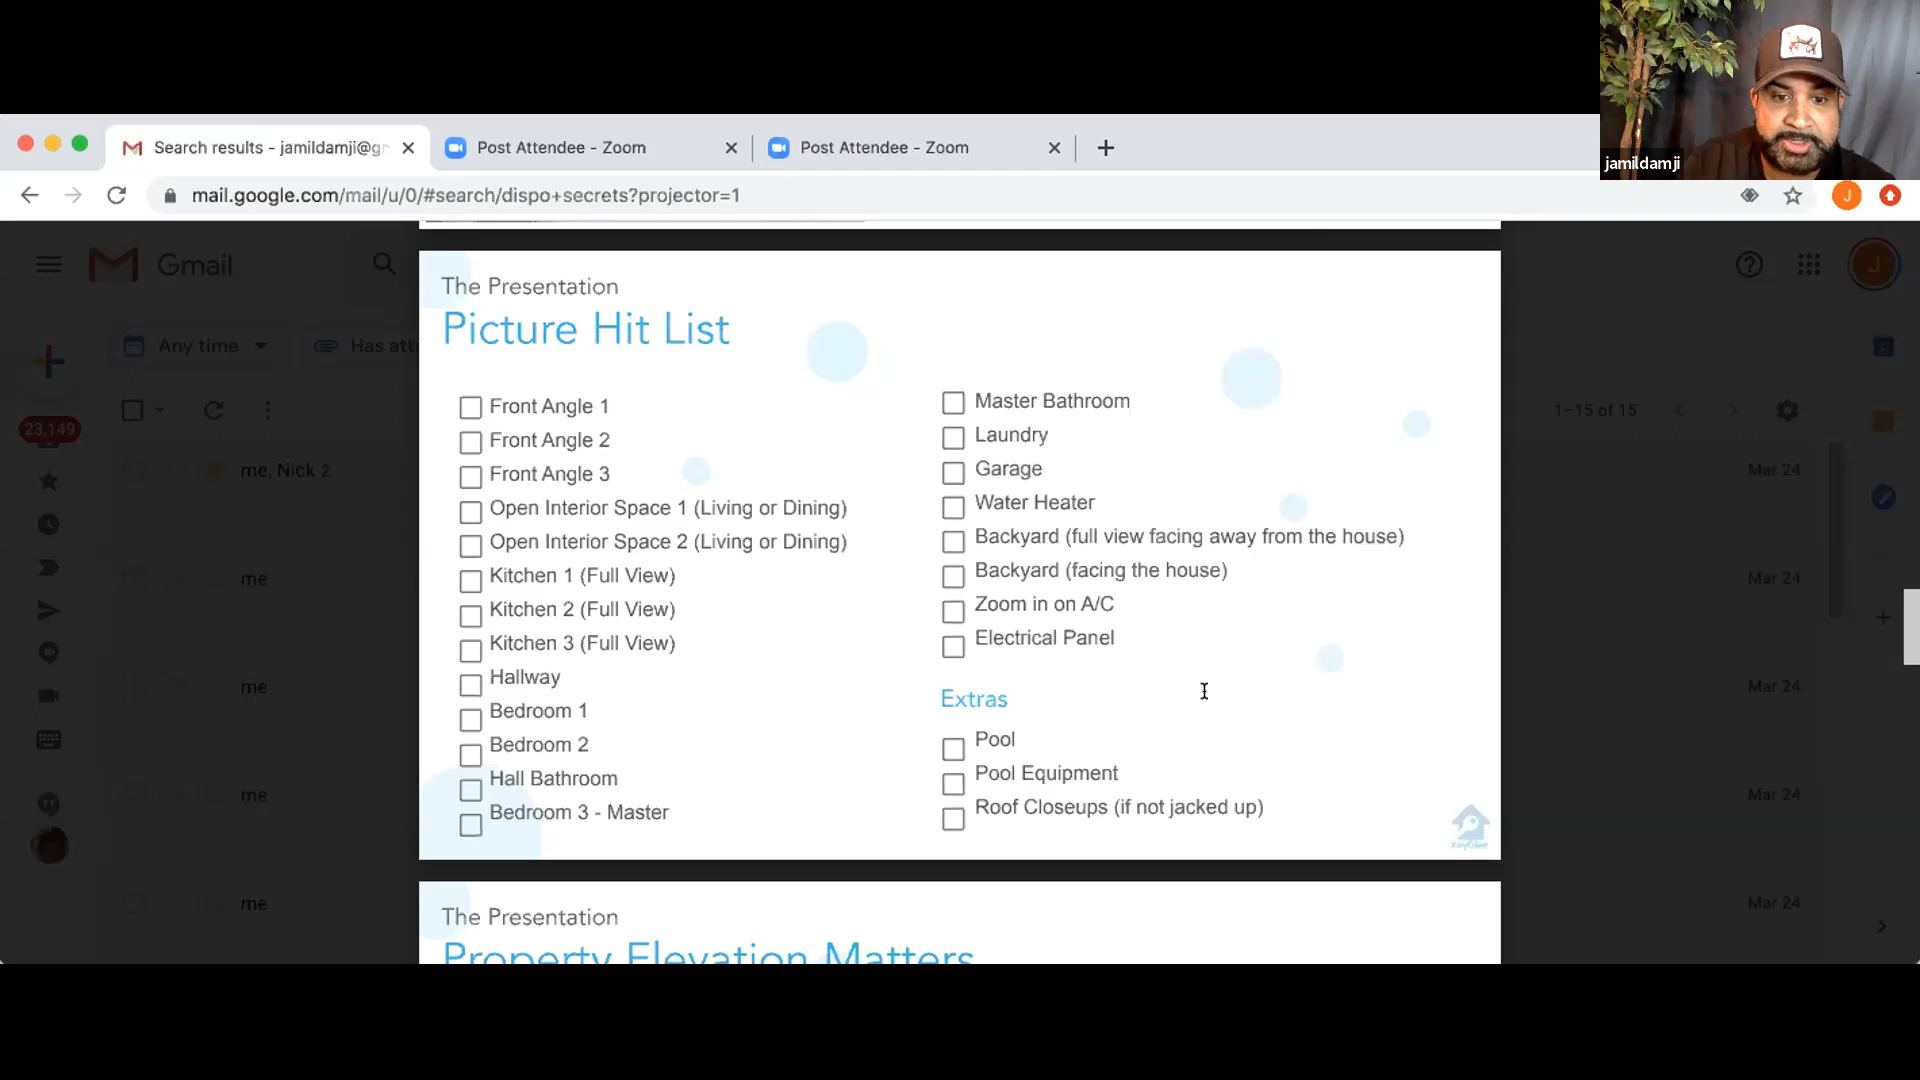 jamildamji
Search results - jamildamji@gr
Post Attendee - Zoom
Post Attendee - Zoom
mail.google.com/mail/u/0/#search/dispo+secrets?projector=1
J
Gmail
J
Any time
Has atta
23,149
1–15 of 15
me, Nick 2
Mar 24
me
Mar 24
me
Mar 24
me
Mar 24
me
Mar 24
The Presentation
Picture Hit List
Front Angle 1
Front Angle 2
Front Angle 3
Open Interior Space 1 (Living or Dining)
Open Interior Space 2 (Living or Dining)
Kitchen 1 (Full View)
Kitchen 2 (Full View)
Kitchen 3 (Full View)
Hallway
Bedroom 1
Bedroom 2
Hall Bathroom
Bedroom 3 - Master
Master Bathroom
Laundry
Garage
Water Heater
Backyard (full view facing away from the house)
Backyard (facing the house)
Zoom in on A/C
Electrical Panel
Extras
Pool
Pool Equipment
Roof Closeups (if not jacked up)
KeyGlee
The Presentation
Property Elevation Matters